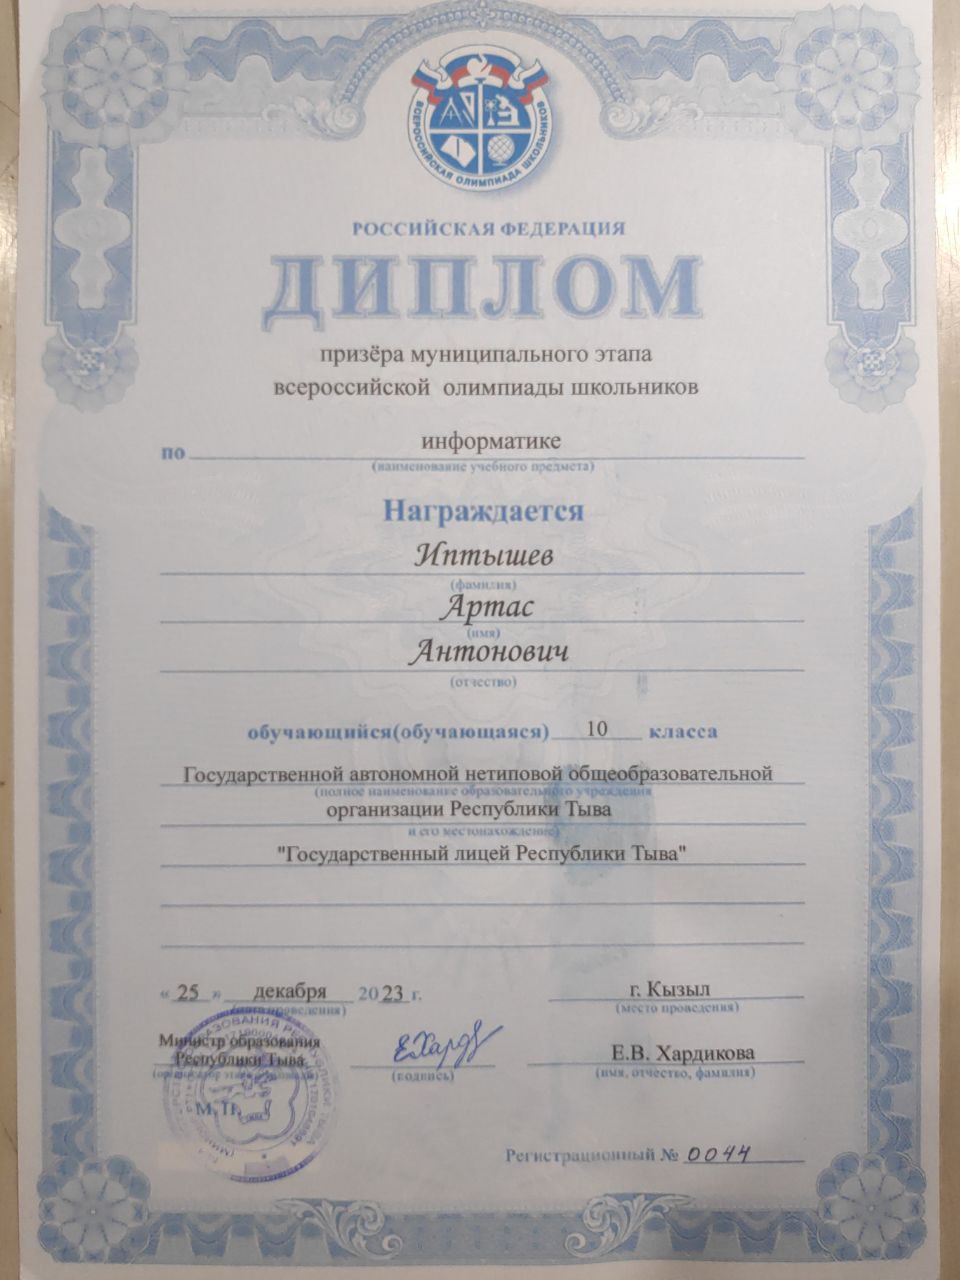 ВСЕРОССИЙСКАЯ ОЛИМПИАДА ШКОЛЬНИКОВ
РОССИЙСКАЯ ФЕДЕРАЦИЯ
ДИПЛОМ
призёра муниципального этапа
всероссийской олимпиады школьников
по информатике
(наименование учебного предмета)
Награждается
Иптышев
(фамилия)
Артас
(имя)
Антонович
(отчество)
обучающийся(обучающаяся) 10 класса
Государственной автономной нетиповой общеобразовательной
(полное наименование образовательного учреждения
организации Республики Тыва
и его местонахождение)
"Государственный лицей Республики Тыва"
«25» декабря 2023 г. г. Кызыл
проведения) (место проведения)
Министр образования
Республики Тыва Е.Хард Е.В. Хардикова
(организатор этапа (подпись) (имя, отчество, фамилия)
М.П.
Регистрационный № 0044